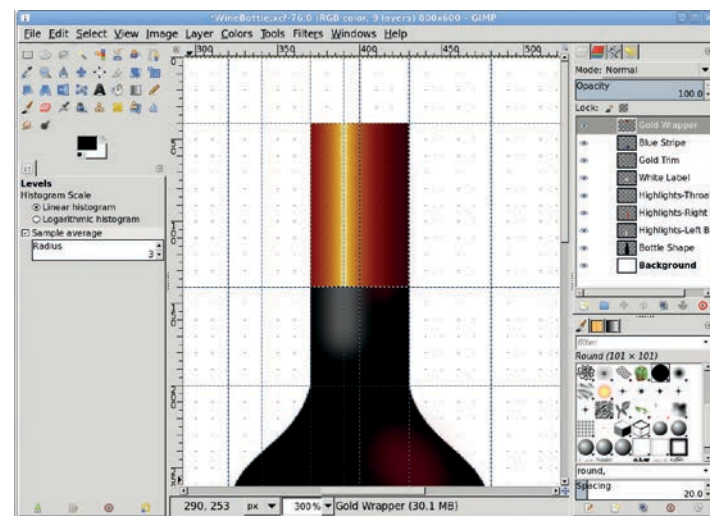 *WineBottle.xcf-76.0 (RGB color, 9 layers) 800x600 – GIMP
File Edit Select View Image Layer Colors Tools Filters Windows Help
300 400 450 500
Mode: Normal
Opacity
100.0
Lock:
Gold Wrapper
Blue Stripe
Gold Trim
White Label
Highlights-Throa
Highlights-Right
Highlights-Left B
Bottle Shape
Background
Levels
Histogram Scale
Linear histogram
Logarithmic histogram
Sample average
Radius
3
filter
Round (101 × 101)
round,
Spacing
20.0
290, 253 px 300% Gold Wrapper (30.1 MB)